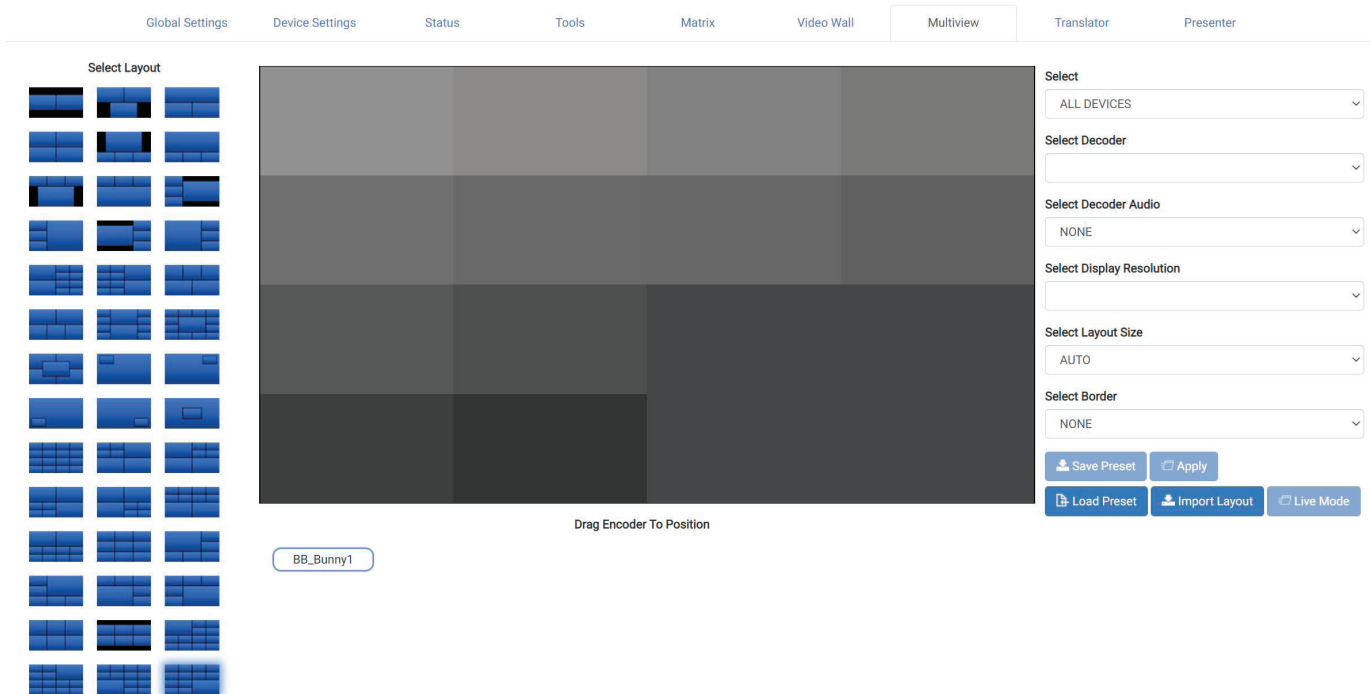 Global Settings Device Settings Status Tools Matrix Video Wall Multiview Translator Presenter
Select Layout
Select
ALL DEVICES
Select Decoder
Select Decoder Audio
NONE
Select Display Resolution
Select Layout Size
AUTO
Select Border
NONE
Save Preset Apply
Load Preset Import Layout Live Mode
Drag Encoder To Position
BB_Bunny1